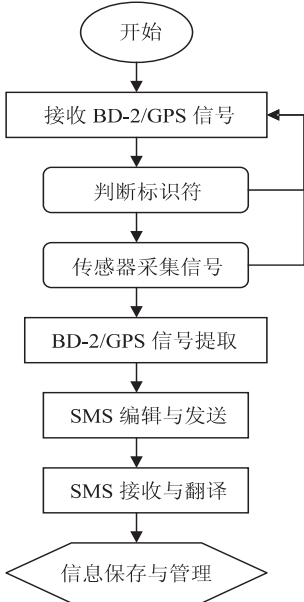 开始
接收 BD-2/GPS 信号
判断标识符
传感器采集信号
BD-2/GPS 信号提取
SMS 编辑与发送
SMS 接收与翻译
信息保存与管理